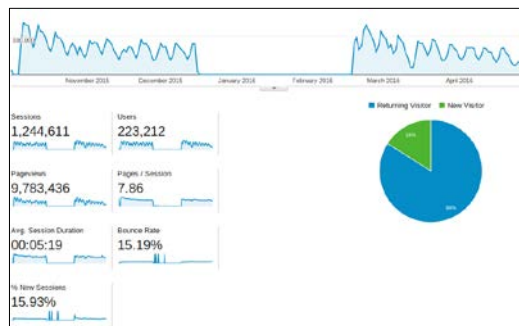 100,000
November 2015 December 2015 January 2016 February 2016 March 2016 April 2016
Returning Visitor New Visitor
Sessions Users
1,244,611 223,212
Pageviews Pages / Session
9,783,436 7.86
Avg. Session Duration Bounce Rate
00:05:19 15.19%
% New Sessions
15.93%